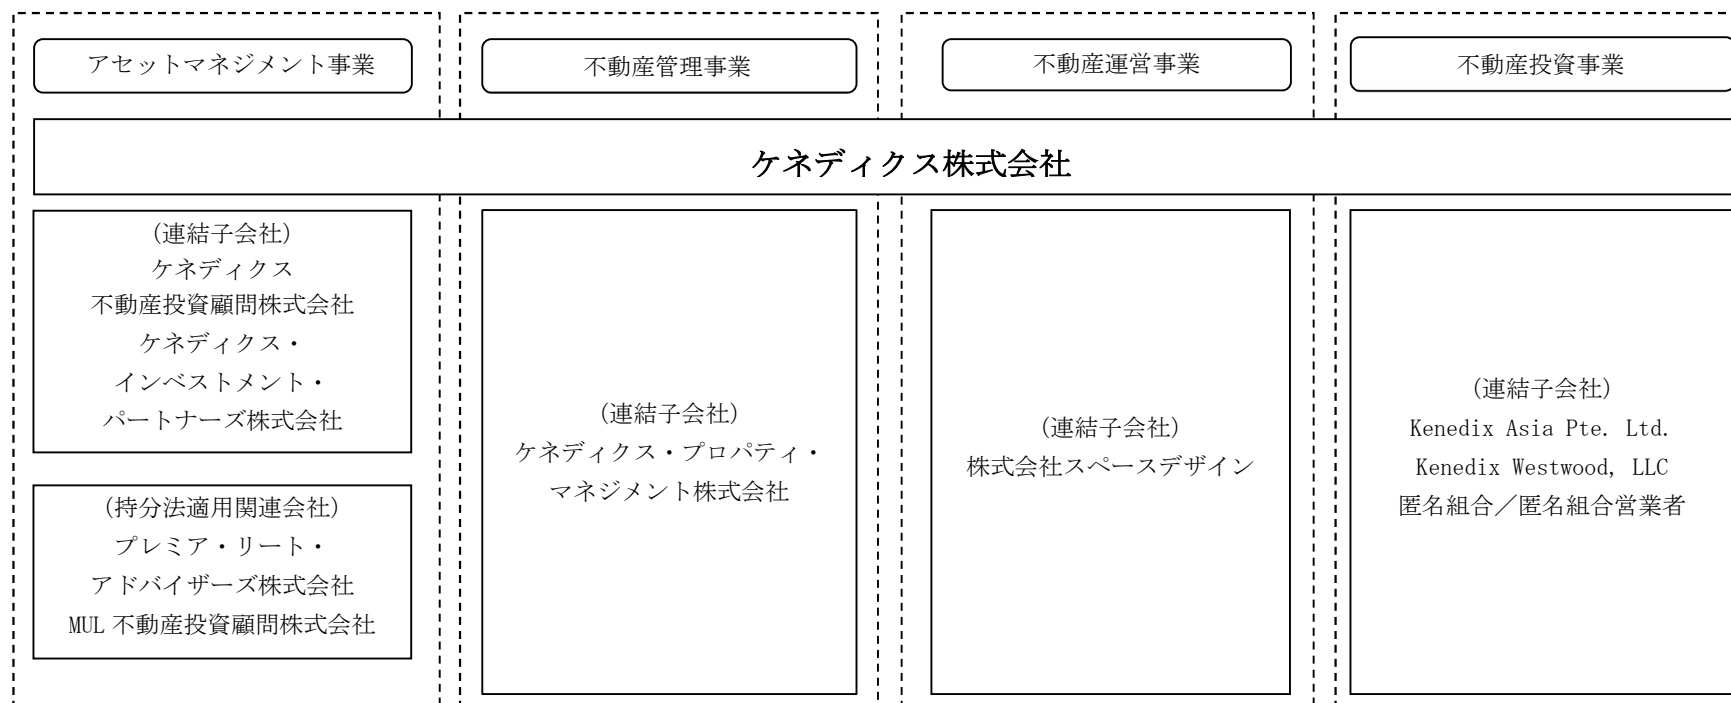 アセットマネジメント事業
不動産管理事業
不動産運営事業
不動産投資事業
ケネディクス株式会社
(連結子会社)
ケネディクス
不動産投資顧問株式会社
ケネディクス・
インベストメント・
パートナーズ株式会社
(持分法適用関連会社)
プレミア・リート・
アドバイザーズ株式会社
MUL 不動産投資顧問株式会社
(連結子会社)
ケネディクス・プロパティ・
マネジメント株式会社
(連結子会社)
株式会社スペースデザイン
(連結子会社)
Kenedix Asia Pte. Ltd.
Kenedix Westwood, LLC
匿名組合／匿名組合営業者